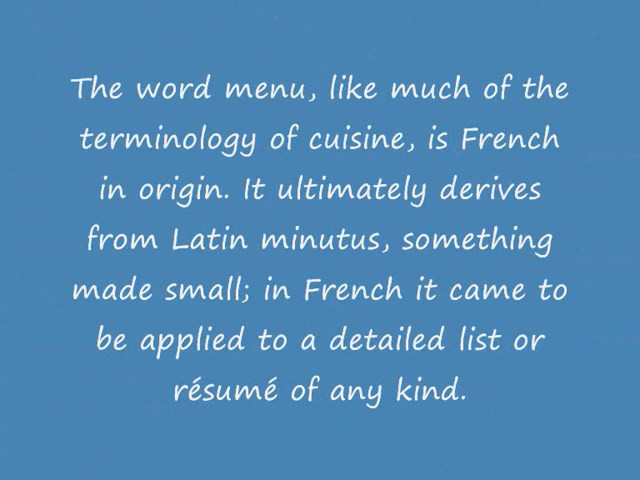 The word menu, like much of the
terminology of cuisine, is French
in origin. It ultimately derives
from Latin minutus, something
made small; in French it came to
be applied to a detailed list or
résumé of any kind.